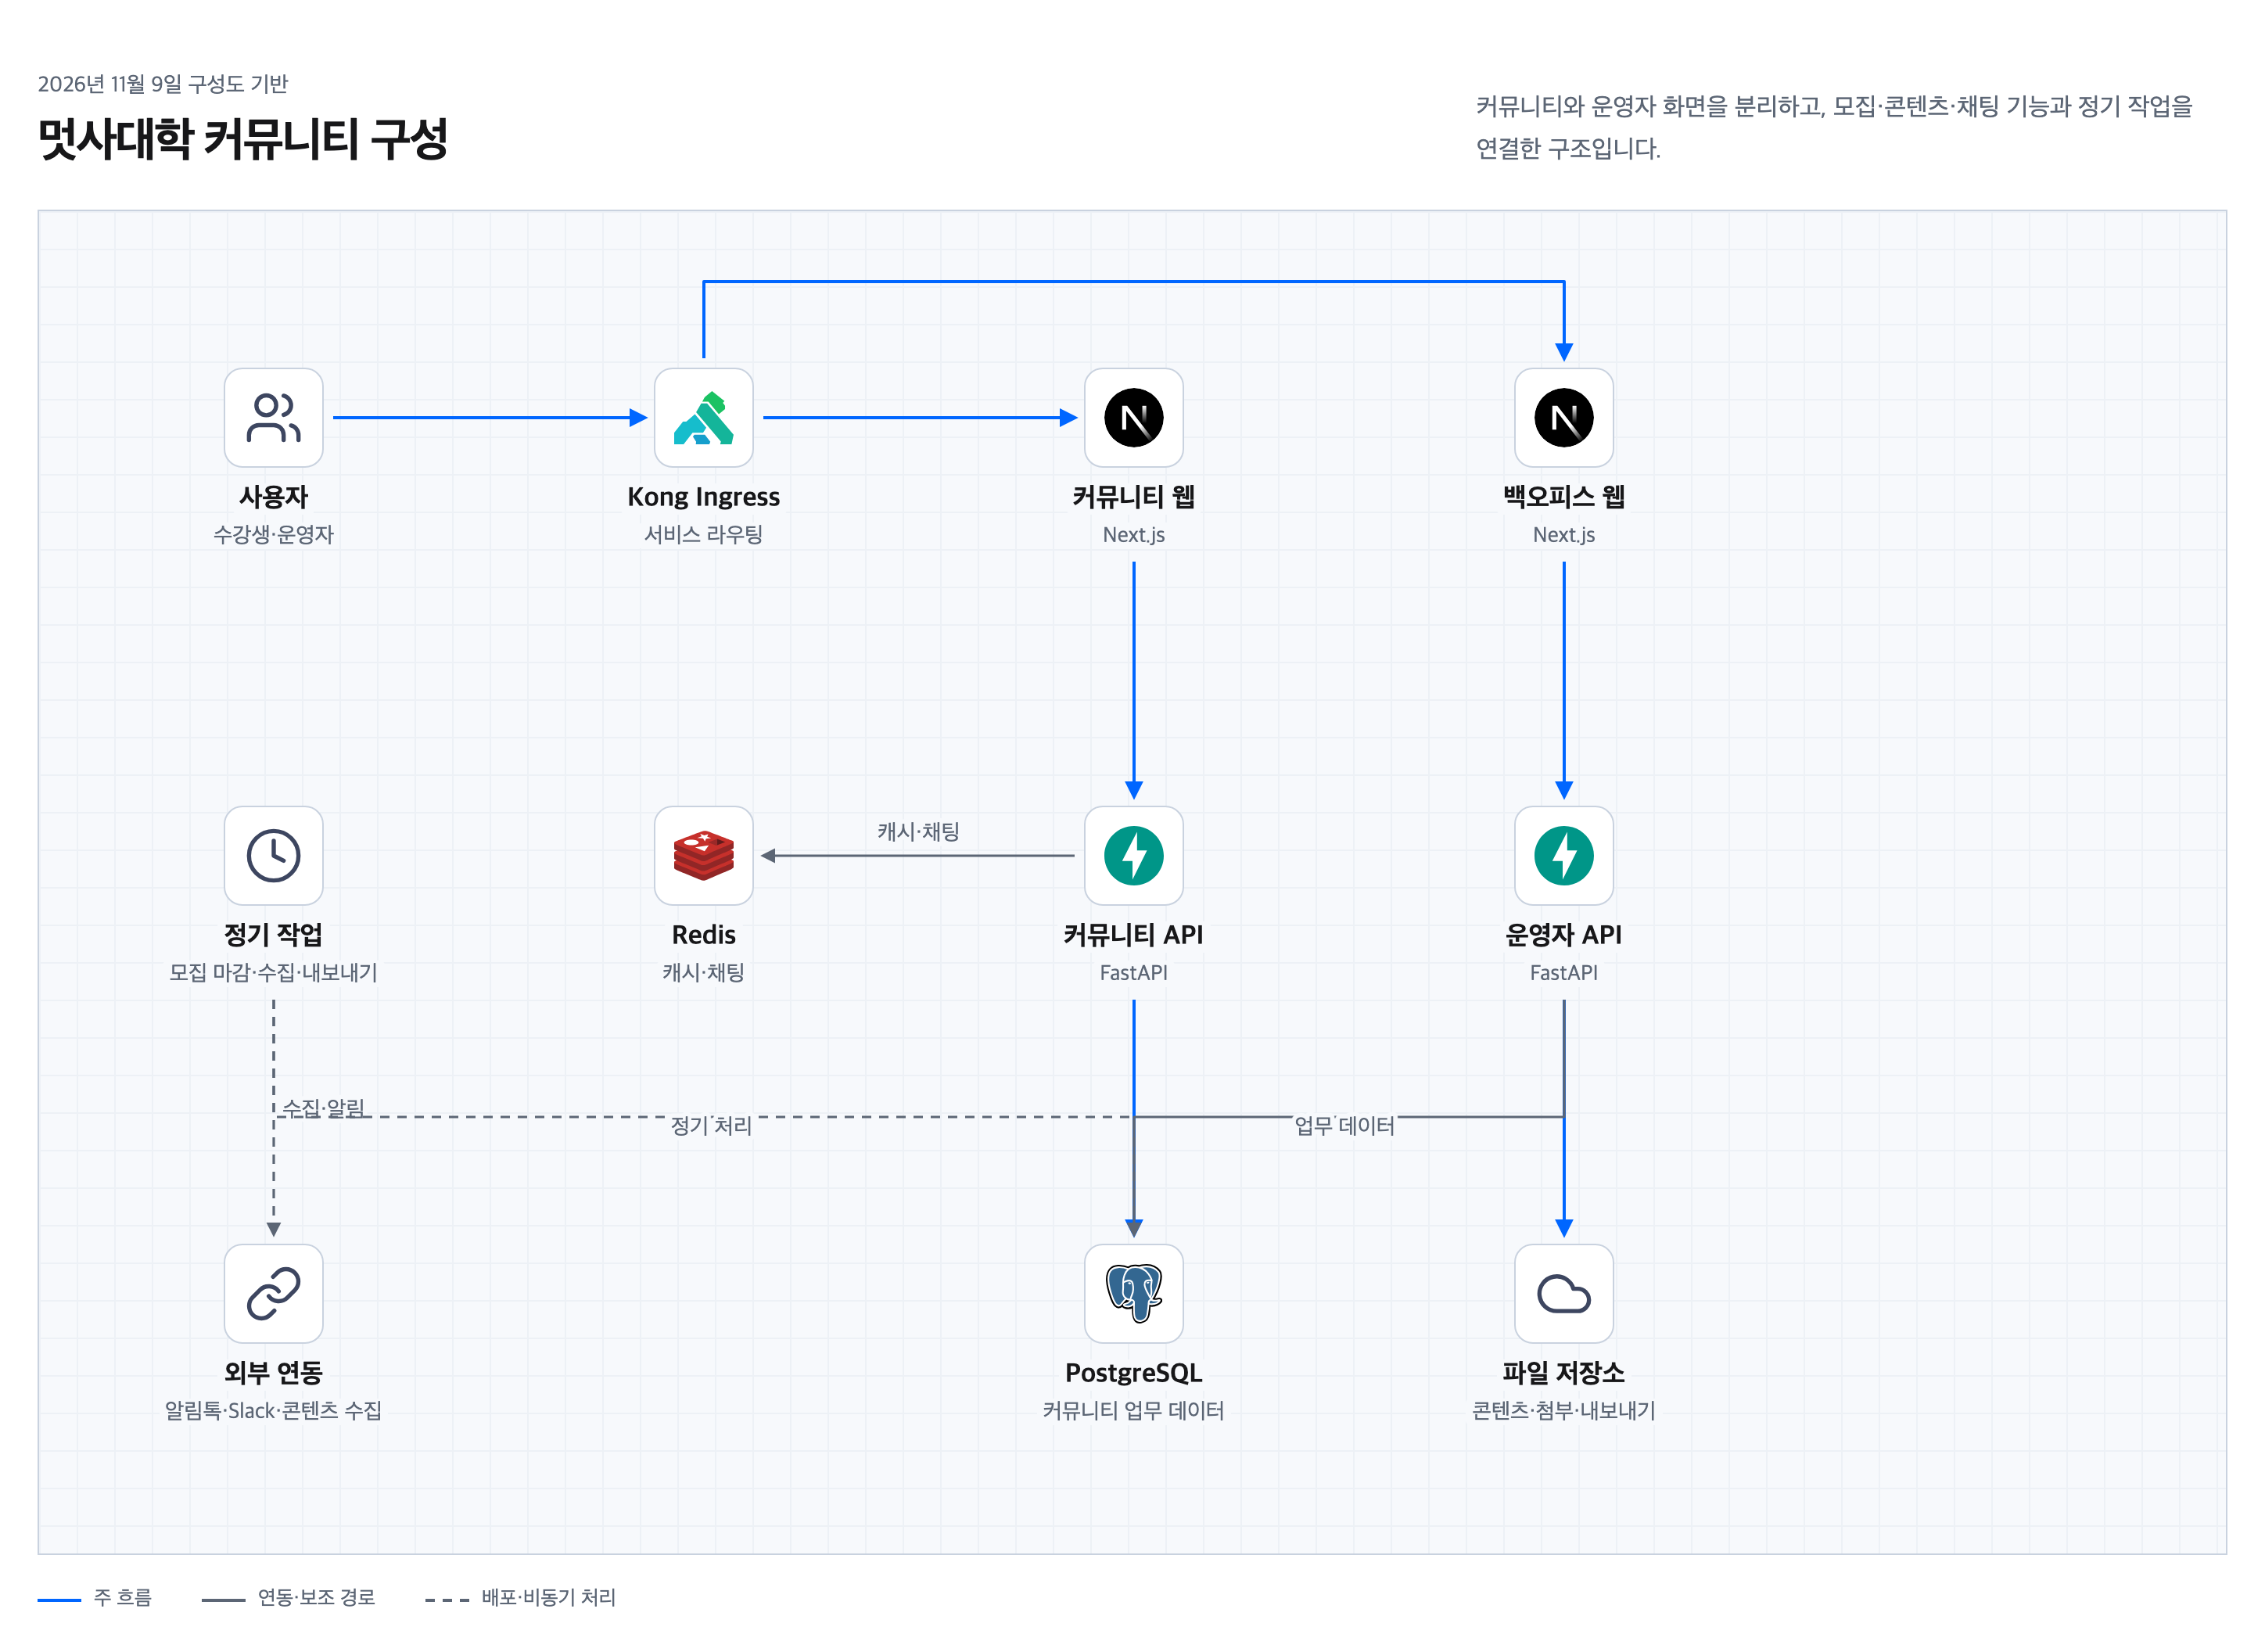 2026년 11월 9일 구성도 기반
멋사대학 커뮤니티 구성
커뮤니티와 운영자 화면을 분리하고, 모집·콘텐츠·채팅 기능과 정기 작업을
연결한 구조입니다.
사용자
수강생·운영자
Kong Ingress
서비스 라우팅
커뮤니티 웹
Next.js
백오피스 웹
Next.js
캐시·채팅
정기 작업
모집 마감·수집·내보내기
Redis
캐시·채팅
커뮤니티 API
FastAPI
운영자 API
FastAPI
수집·알림
정기 처리
업무 데이터
외부 연동
알림톡·Slack·콘텐츠 수집
PostgreSQL
커뮤니티 업무 데이터
파일 저장소
콘텐츠·첨부·내보내기
주 흐름
연동·보조 경로
배포·비동기 처리